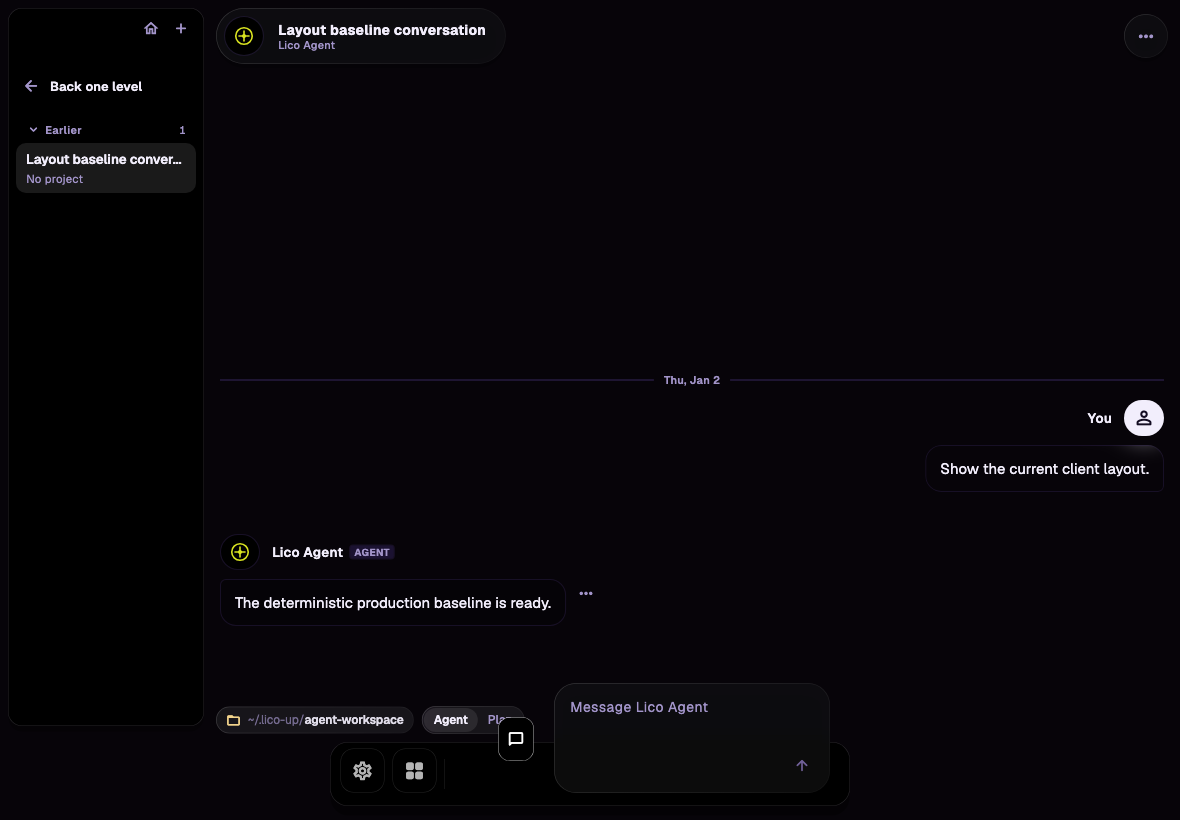 Layout baseline conversation
Lico Agent
Back one level
Earlier 1
Layout baseline conver...
No project
Thu, Jan 2
You
Show the current client layout.
Lico Agent AGENT
The deterministic production baseline is ready.
~/.lico-up/agent-workspace
Agent
Message Lico Agent